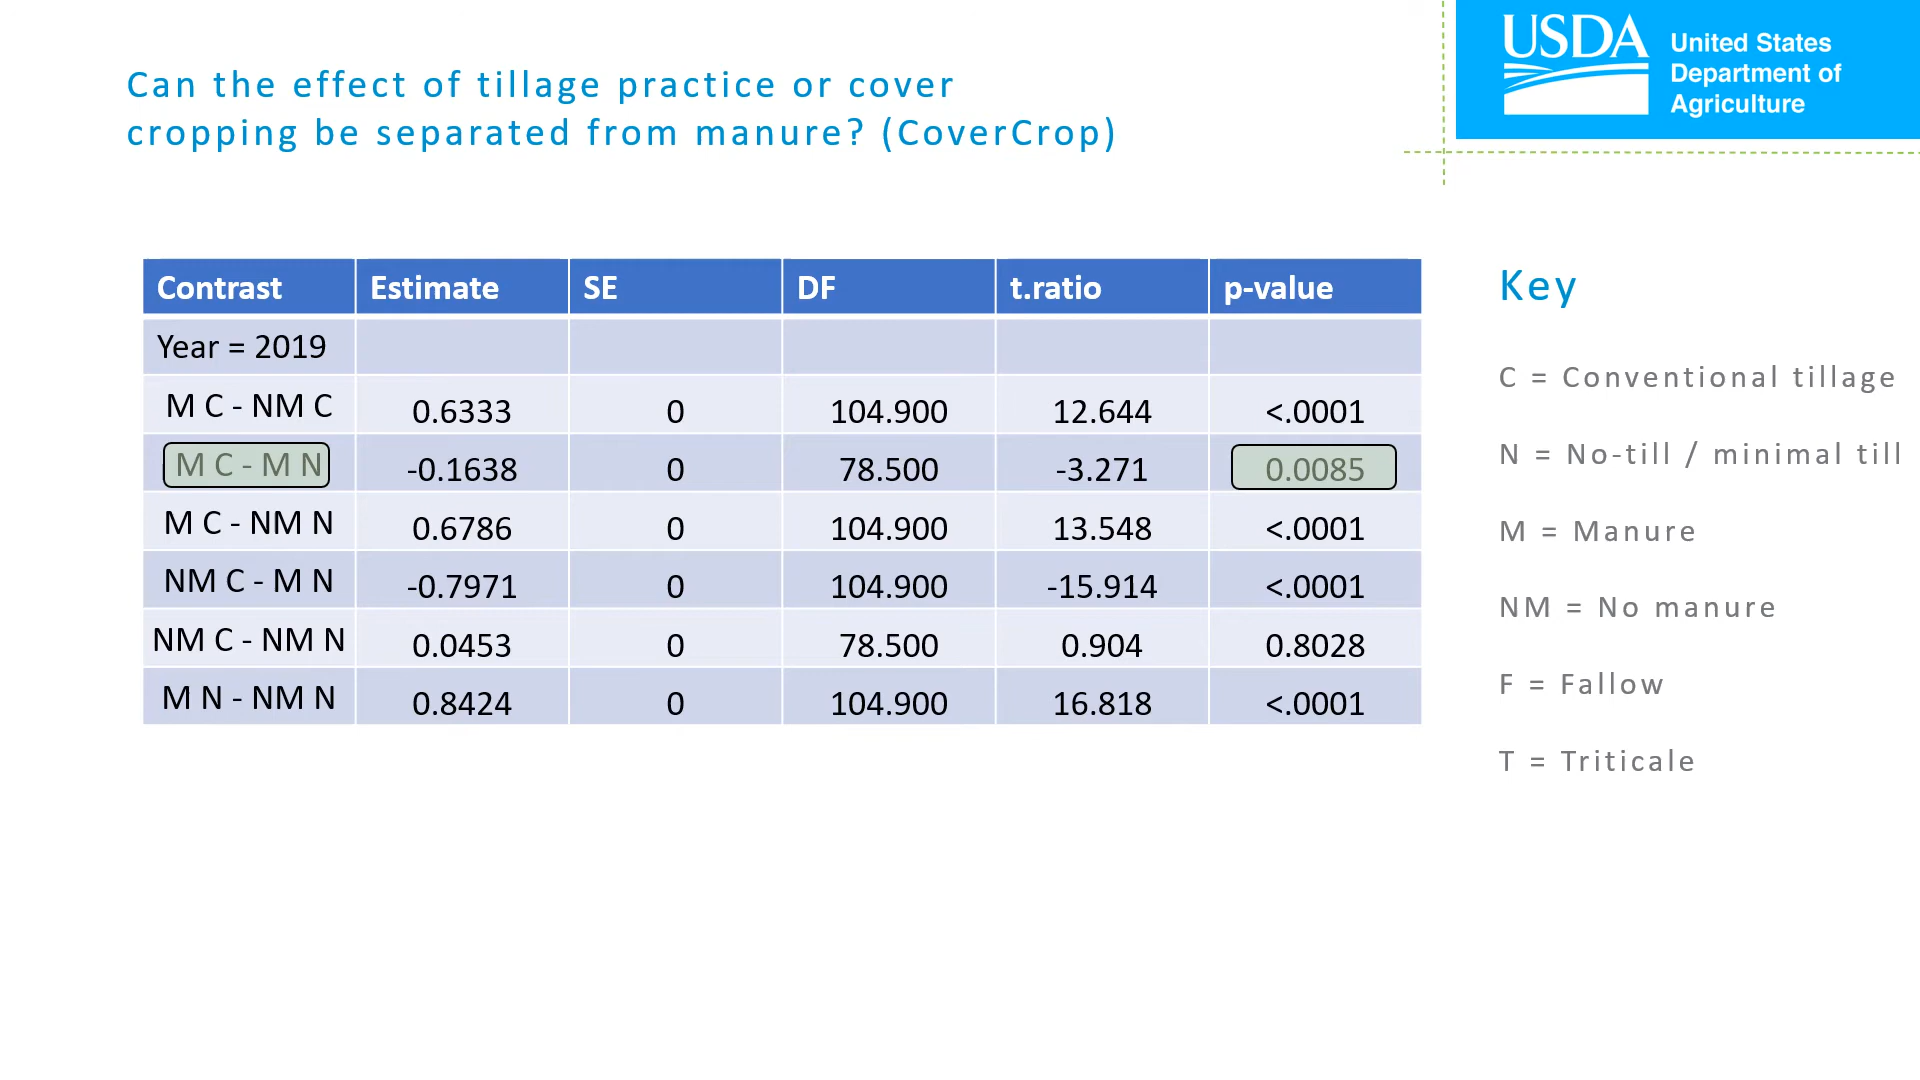 USDA
United States
Department of
Agriculture
Can the effect of tillage practice or cover
cropping be separated from manure? (CoverCrop)
Contrast Estimate SE DF t.ratio p-value
Year = 2019
M C - NM C 0.6333 0 104.900 12.644 <.0001
M C - M N -0.1638 0 78.500 -3.271 0.0085
M C - NM N 0.6786 0 104.900 13.548 <.0001
NM C - M N -0.7971 0 104.900 -15.914 <.0001
NM C - NM N 0.0453 0 78.500 0.904 0.8028
M N - NM N 0.8424 0 104.900 16.818 <.0001
Key
C = Conventional tillage
N = No-till / minimal till
M = Manure
NM = No manure
F = Fallow
T = Triticale